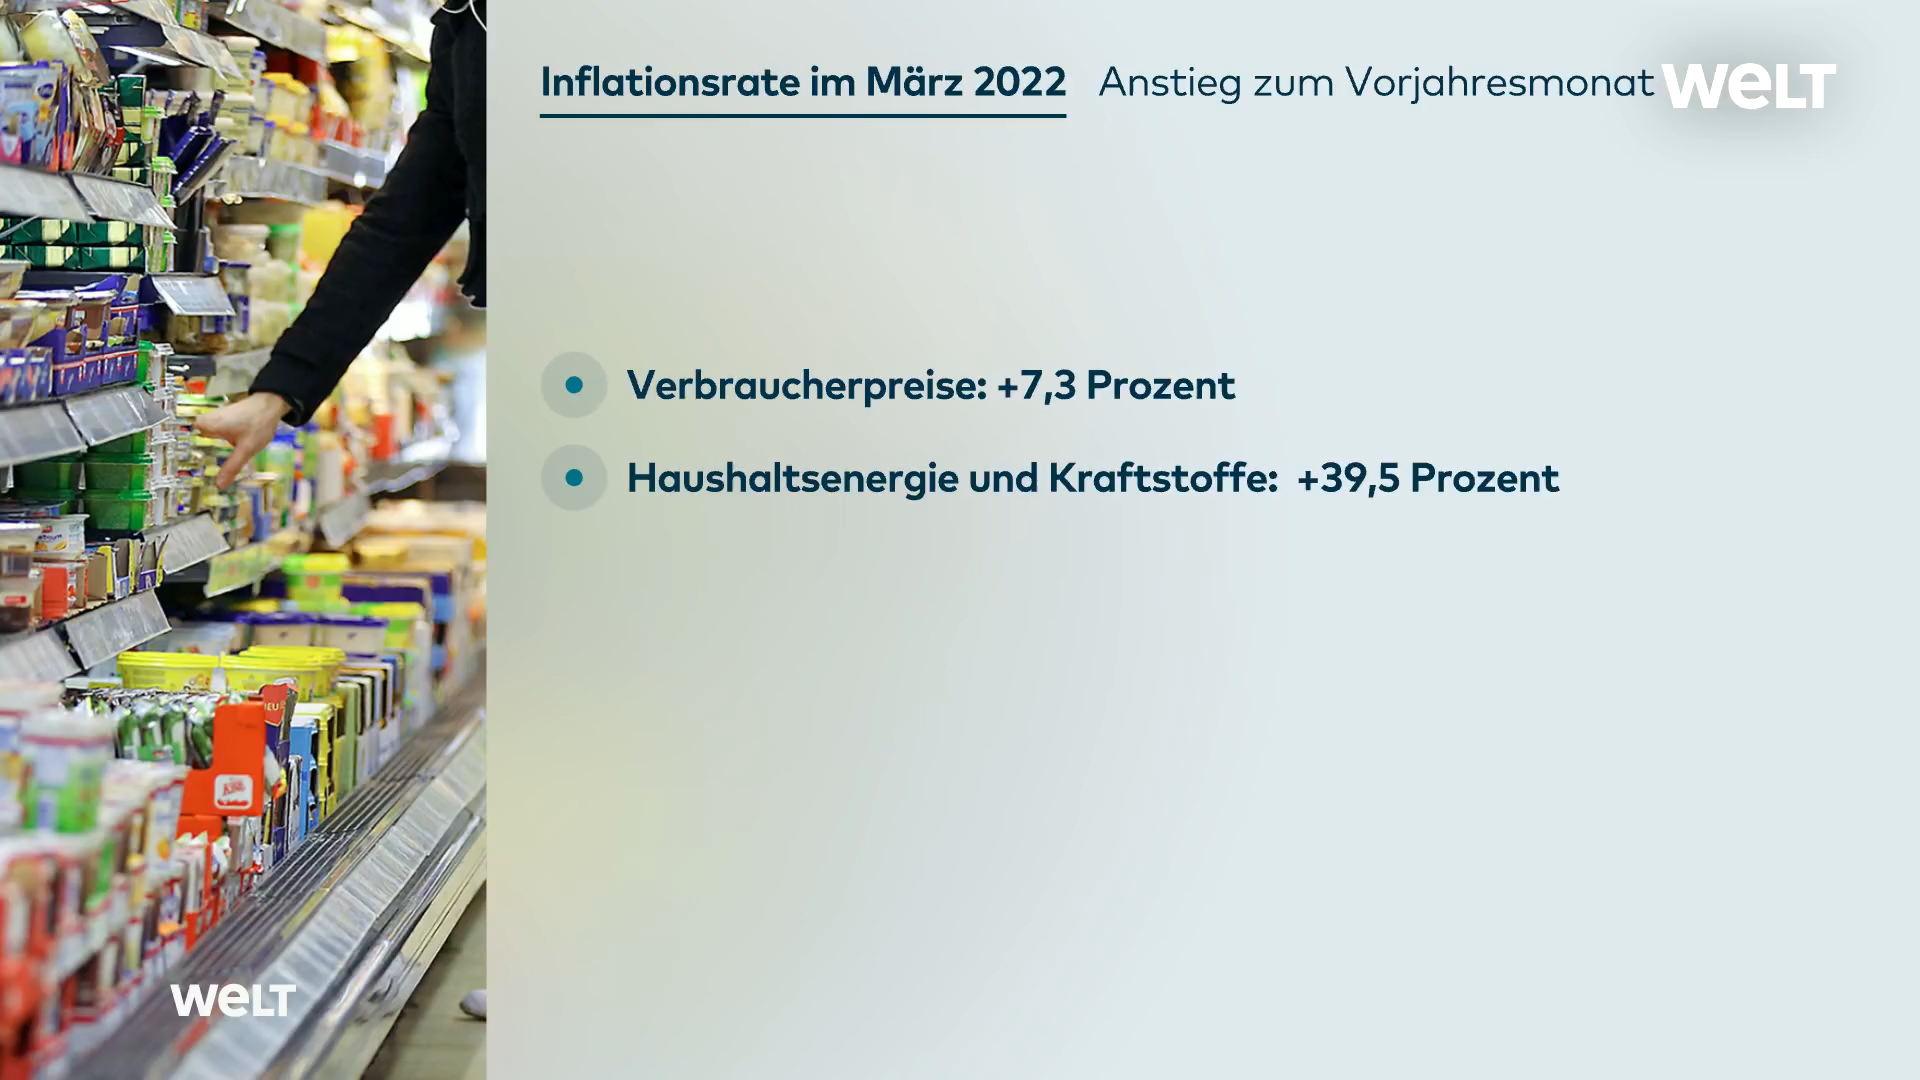 Inflationsrate im März 2022 Anstieg zum Vorjahresmonat
WELT
Verbraucherpreise: +7,3 Prozent
Haushaltsenergie und Kraftstoffe: +39,5 Prozent
WELT